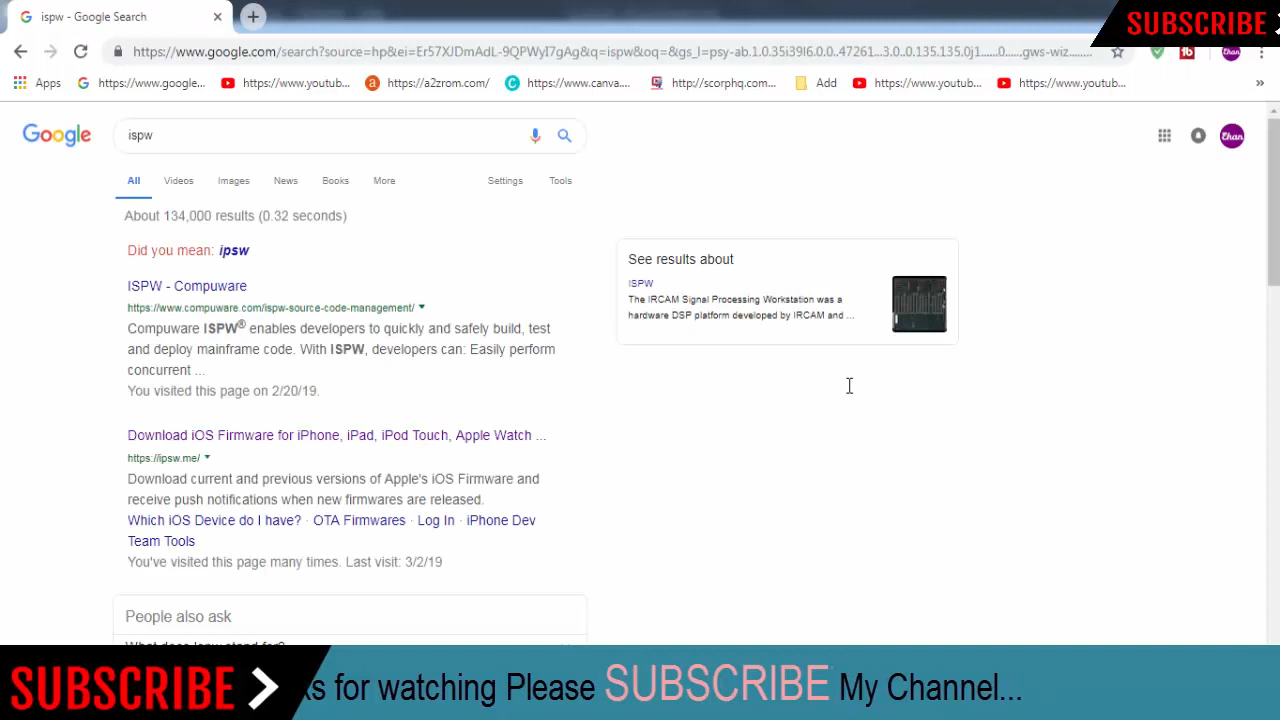 ispw - Google Search
SUBSCRIBE
https://www.google.com/search?source=hp&ei=Er57XJDmAdL-9QPWyI7gAg&q=ispw&oq=&gs_l=psy-ab.1.0.35i39l6.0.0..47261...3.0..0.135.135.0j1......0....gws-wiz.......
Apps
https://www.google...
https://www.youtub...
https://a2zrom.com/
https://www.canva....
http://scorphq.com...
Add
https://www.youtub...
https://www.youtub...
»
Google
ispw
Ehan
All Videos Images News Books More Settings Tools
About 134,000 results (0.32 seconds)
Did you mean: ipsw
ISPW - Compuware
https://www.compuware.com/ispw-source-code-management/
Compuware ISPW® enables developers to quickly and safely build, test
and deploy mainframe code. With ISPW, developers can: Easily perform
concurrent ...
You visited this page on 2/20/19.
Download iOS Firmware for iPhone, iPad, iPod Touch, Apple Watch ...
https://ipsw.me/
Download current and previous versions of Apple's iOS Firmware and
receive push notifications when new firmwares are released.
Which iOS Device do I have? · OTA Firmwares · Log In · iPhone Dev
Team Tools
You've visited this page many times. Last visit: 3/2/19
People also ask
See results about
ISPW
The IRCAM Signal Processing Workstation was a
hardware DSP platform developed by IRCAM and ...
SUBSCRIBE
ks for watching Please SUBSCRIBE My Channel...